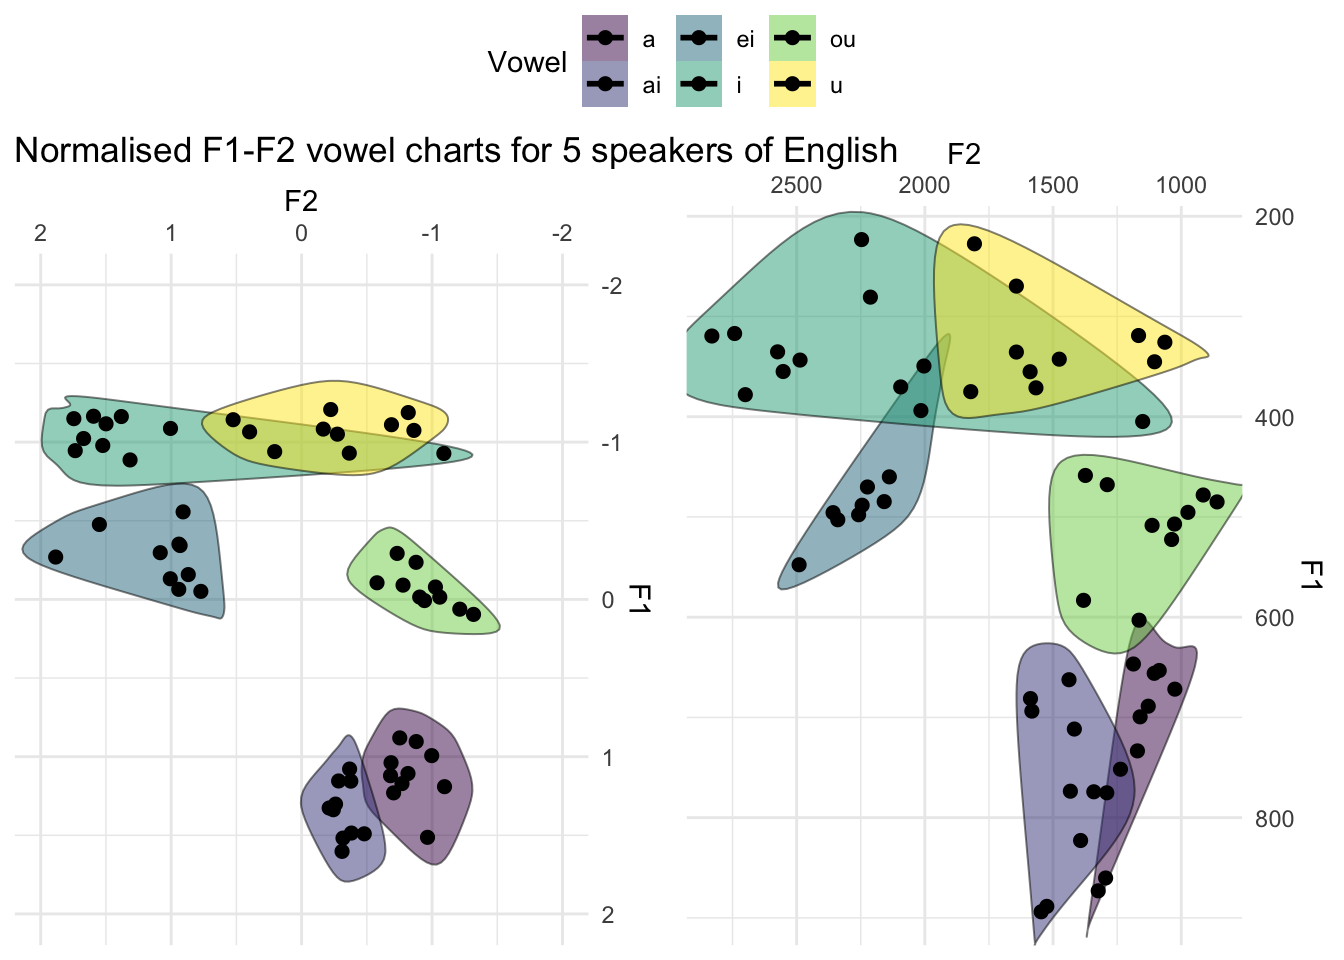 Vowel
a ei ou
ai i u
Normalised F1-F2 vowel charts for 5 speakers of English
F2
2 1 0 -1 -2
-2
-1
0
1
2
F1
F2
2500 2000 1500 1000
200
400
600
800
F1